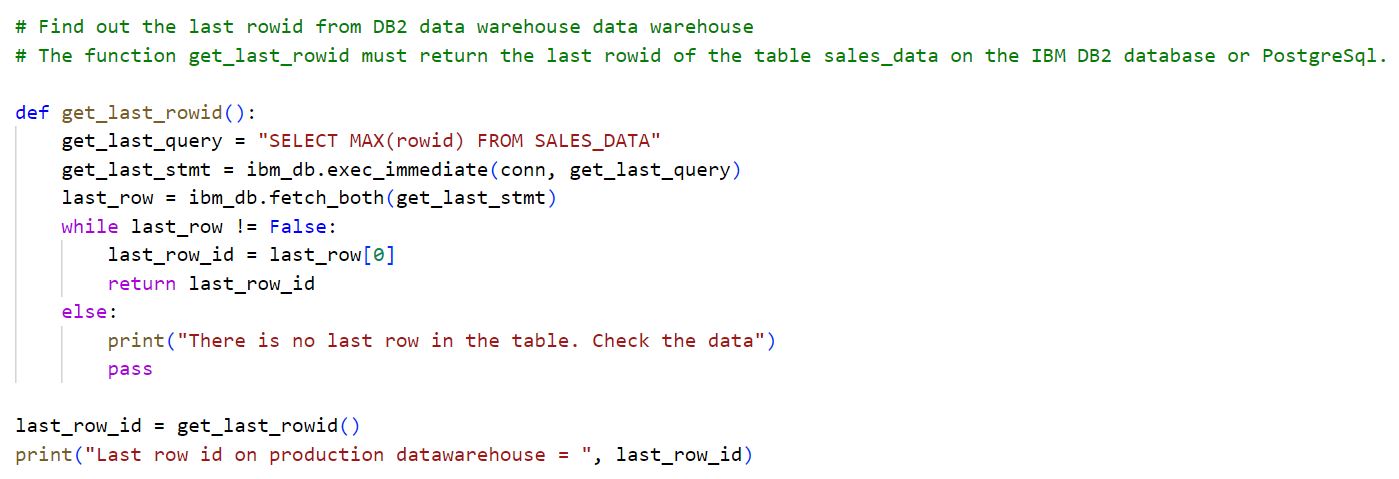 # Find out the last rowid from DB2 data warehouse data warehouse
# The function get_last_rowid must return the last rowid of the table sales_data on the IBM DB2 database or PostgreSql.
def get_last_rowid():
    get_last_query = "SELECT MAX(rowid) FROM SALES_DATA"
    get_last_stmt = ibm_db.exec_immediate(conn, get_last_query)
    last_row = ibm_db.fetch_both(get_last_stmt)
    while last_row != False:
        last_row_id = last_row[0]
        return last_row_id
    else:
        print("There is no last row in the table. Check the data")
        pass
last_row_id = get_last_rowid()
print("Last row id on production datawarehouse = ", last_row_id)